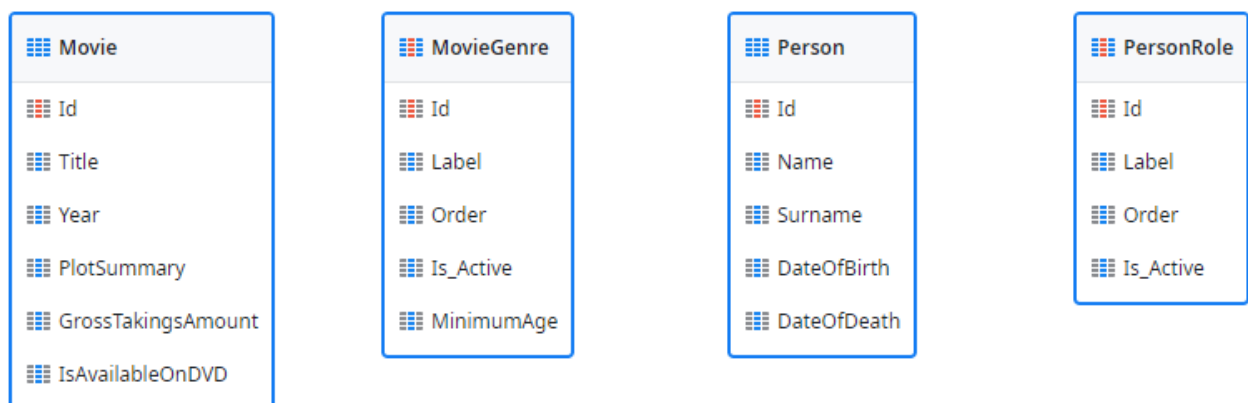 Movie
Id
Title
Year
PlotSummary
GrossTakingsAmount
IsAvailableOnDVD
MovieGenre
Id
Label
Order
Is_Active
MinimumAge
Person
Id
Name
Surname
DateOfBirth
DateOfDeath
PersonRole
Id
Label
Order
Is_Active